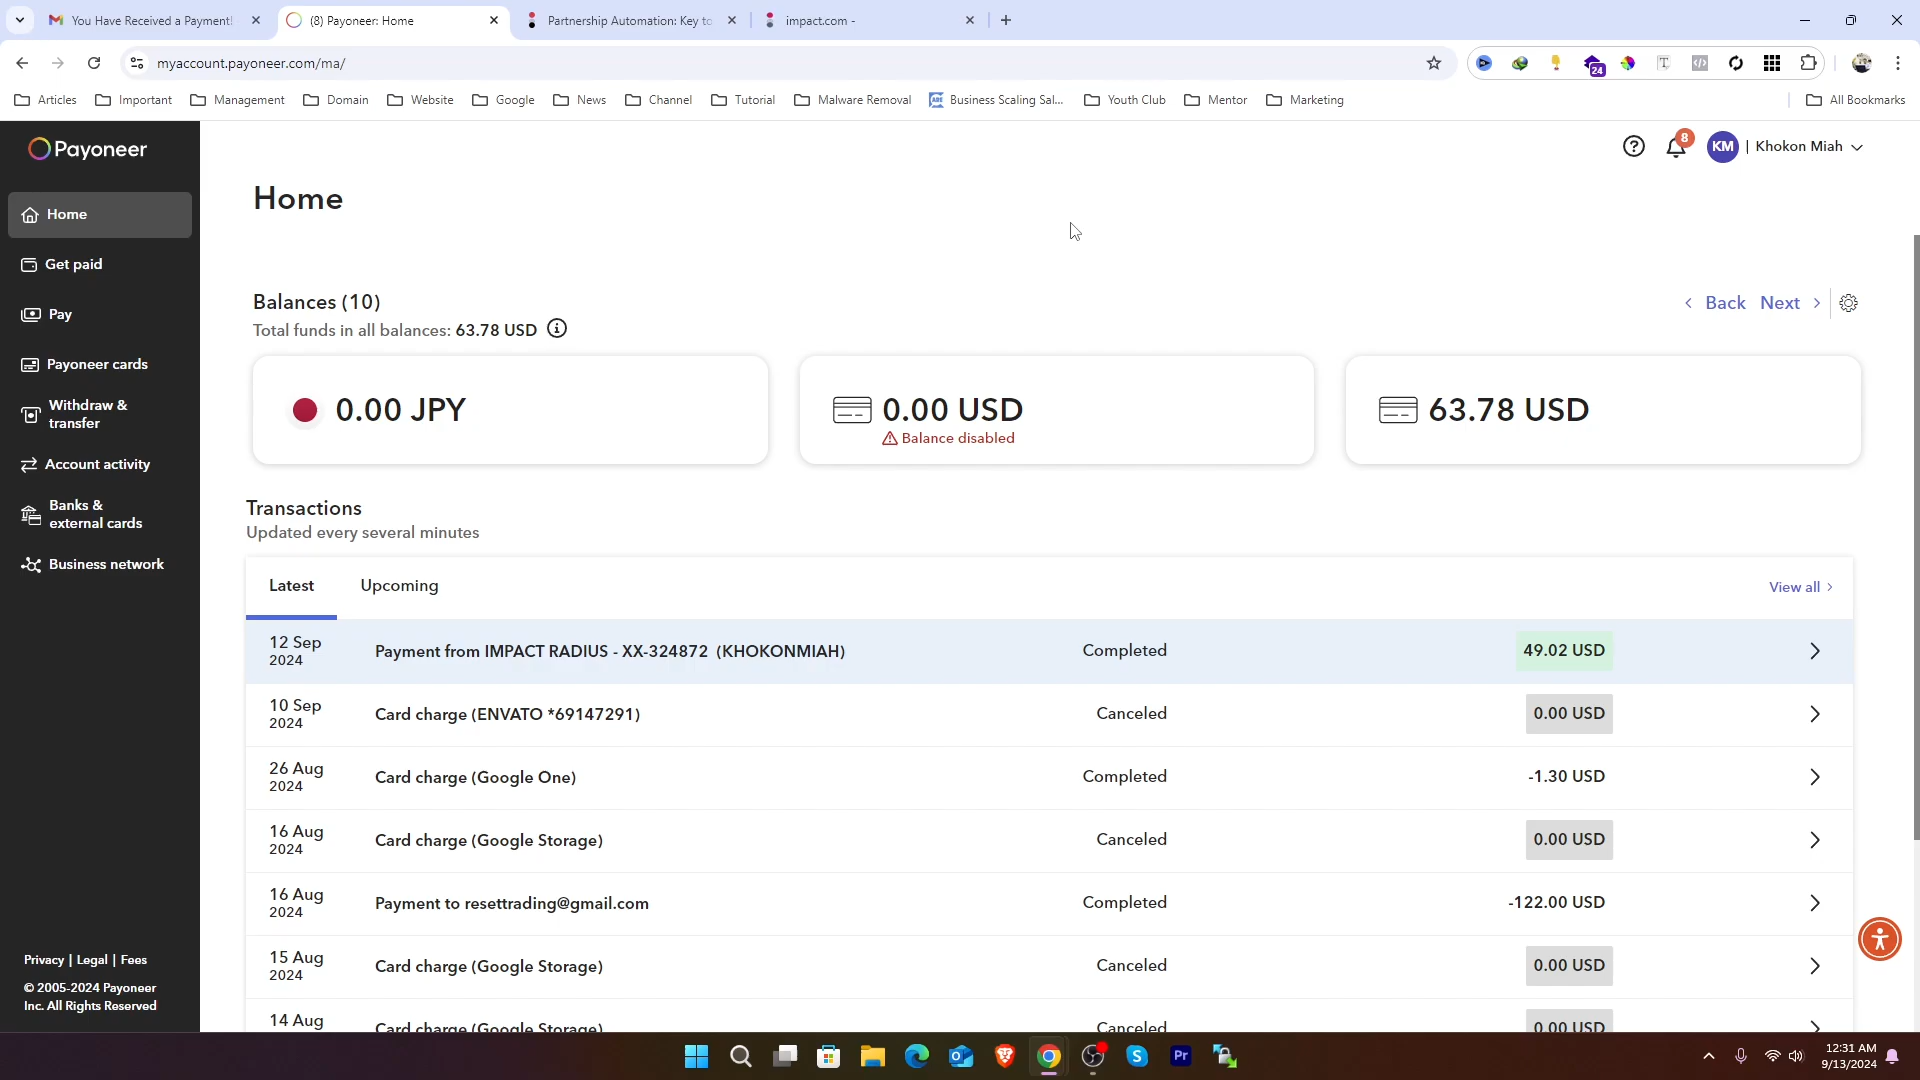 You Have Received a Payment!
(8) Payoneer: Home
Partnership Automation: Key to
impact.com -
myaccount.payoneer.com/ma/
24
Articles
Important
Management
Domain
Website
Google
News
Channel
Tutorial
Malware Removal
Business Scaling Sal...
Youth Club
Mentor
Marketing
All Bookmarks
Payoneer
8
KM
| Khokon Miah
Home
Get paid
Pay
Payoneer cards
Withdraw &
transfer
Account activity
Banks &
external cards
Business network
Privacy | Legal | Fees
© 2005-2024 Payoneer
Inc. All Rights Reserved
Home
Balances (10)
Total funds in all balances: 63.78 USD
Back
Next
0.00 JPY
0.00 USD
Balance disabled
63.78 USD
Transactions
Updated every several minutes
Latest
Upcoming
View all
12 Sep
2024
Payment from IMPACT RADIUS - XX-324872 (KHOKONMIAH)
Completed
49.02 USD
10 Sep
2024
Card charge (ENVATO *69147291)
Canceled
0.00 USD
26 Aug
2024
Card charge (Google One)
Completed
-1.30 USD
16 Aug
2024
Card charge (Google Storage)
Canceled
0.00 USD
16 Aug
2024
Payment to resettrading@gmail.com
Completed
-122.00 USD
15 Aug
2024
Card charge (Google Storage)
Canceled
0.00 USD
14 Aug
Card charge (Google Storage)
Canceled
0.00 USD
Pr
12:31 AM
9/13/2024